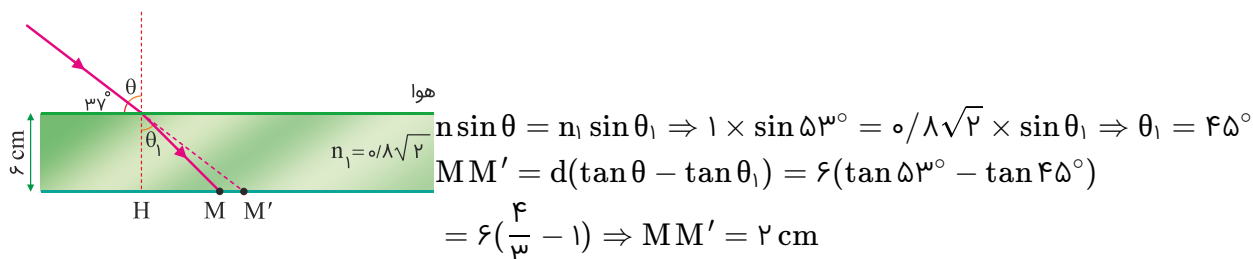 θ
۳۷°
هوا
n sin θ = n₁ sin θ₁ ⇒ ۱ × sin ۵۳° = ۰/۸√۲ × sin θ₁ ⇒ θ₁ = ۴۵°
۶ cm
θ₁
n₁=۰/۸√۲
MM′ = d(tan θ − tan θ₁) = ۶(tan ۵۳° − tan ۴۵°)
H M M′
= ۶(۴/۳ − ۱) ⇒ MM′ = ۲ cm